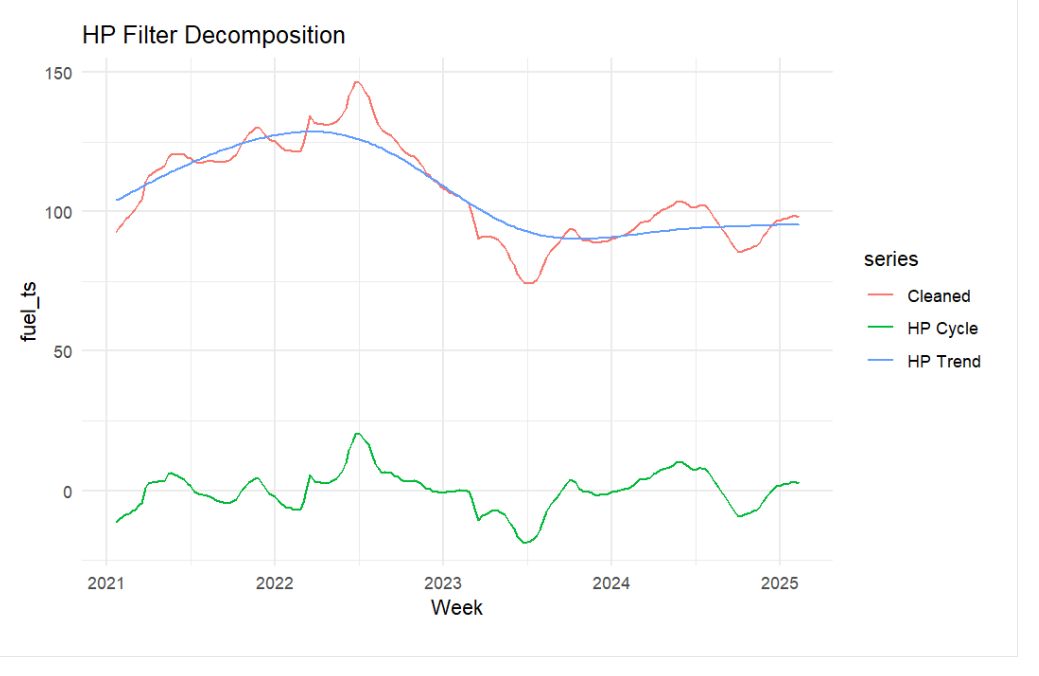 HP Filter Decomposition
150
100
50
0
fuel_ts
2021 2022 2023 2024 2025
Week
series
Cleaned
HP Cycle
HP Trend